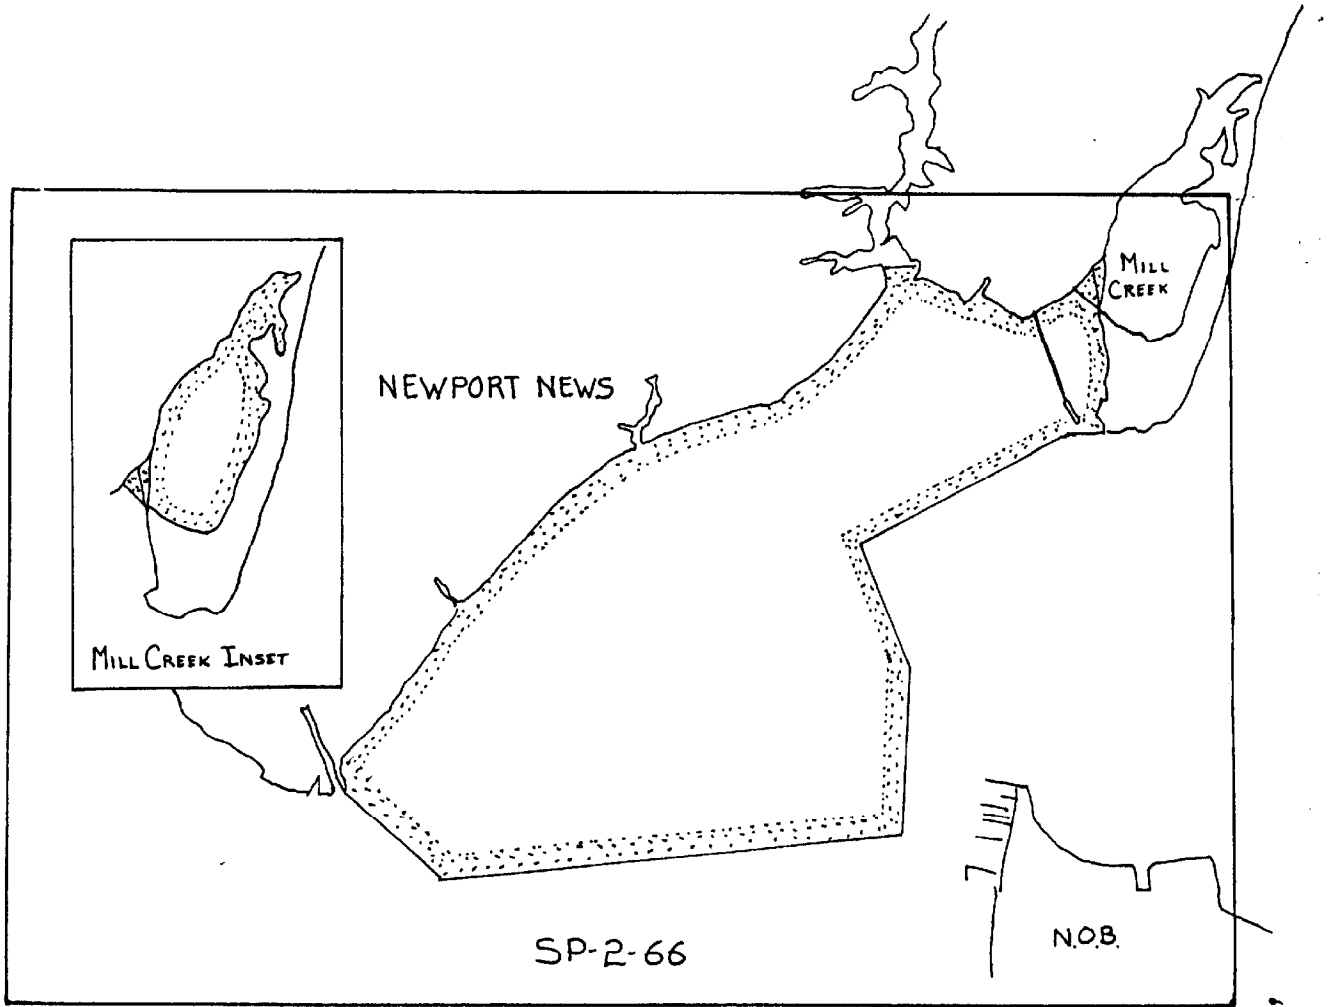 MILL
CREEK
NEWPORT NEWS
MILL CREEK INSET
SP-2-66
N.O.B.